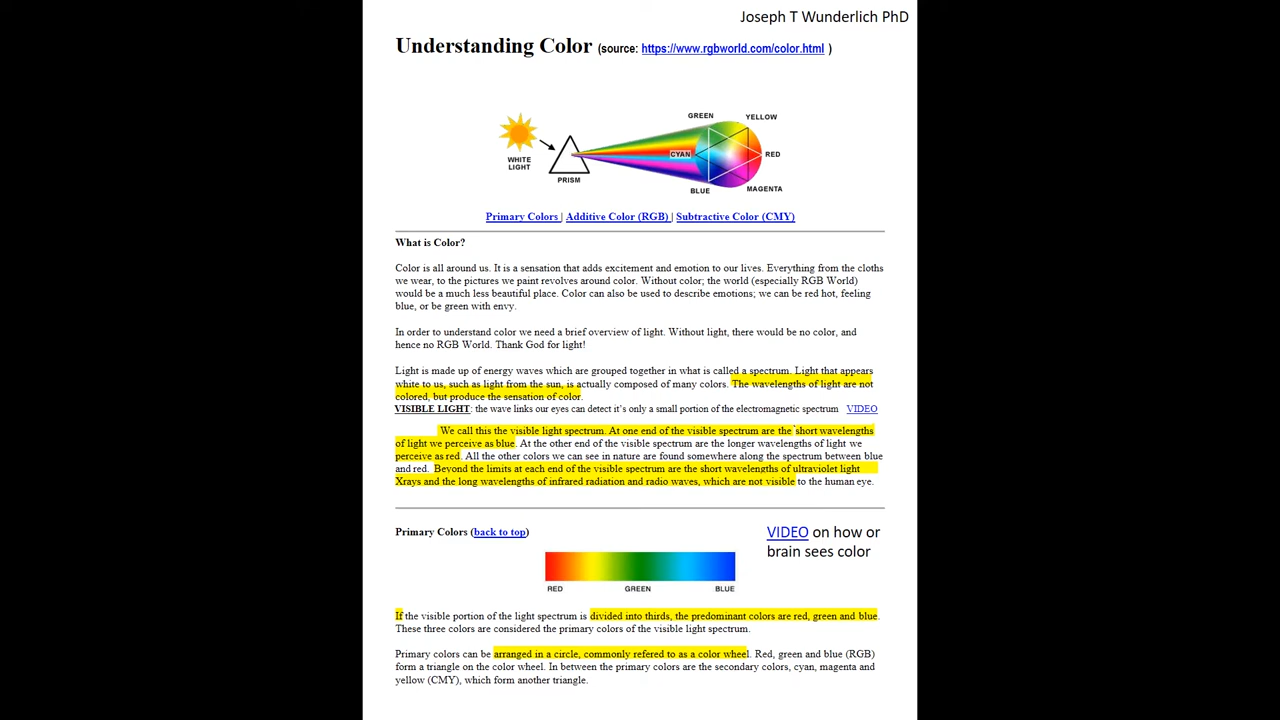 Joseph T Wunderlich PhD
Understanding Color (source: https://www.rgbworld.com/color.html )
GREEN
YELLOW
WHITE
LIGHT
CYAN
RED
PRISM
BLUE
MAGENTA
Primary Colors | Additive Color (RGB) | Subtractive Color (CMY)
What is Color?
Color is all around us. It is a sensation that adds excitement and emotion to our lives. Everything from the cloths
we wear, to the pictures we paint revolves around color. Without color; the world (especially RGB World)
would be a much less beautiful place. Color can also be used to describe emotions; we can be red hot, feeling
blue, or be green with envy.
In order to understand color we need a brief overview of light. Without light, there would be no color, and
hence no RGB World. Thank God for light!
Light is made up of energy waves which are grouped together in what is called a spectrum. Light that appears
white to us, such as light from the sun, is actually composed of many colors. The wavelengths of light are not
colored, but produce the sensation of color.
VISIBLE LIGHT: the wave links our eyes can detect it's only a small portion of the electromagnetic spectrum VIDEO
We call this the visible light spectrum. At one end of the visible spectrum are the short wavelengths
of light we perceive as blue. At the other end of the visible spectrum are the longer wavelengths of light we
perceive as red. All the other colors we can see in nature are found somewhere along the spectrum between blue
and red. Beyond the limits at each end of the visible spectrum are the short wavelengths of ultraviolet light
Xrays and the long wavelengths of infrared radiation and radio waves, which are not visible to the human eye.
Primary Colors (back to top)
VIDEO on how or
brain sees color
RED
GREEN
BLUE
If the visible portion of the light spectrum is divided into thirds, the predominant colors are red, green and blue.
These three colors are considered the primary colors of the visible light spectrum.
Primary colors can be arranged in a circle, commonly refered to as a color wheel. Red, green and blue (RGB)
form a triangle on the color wheel. In between the primary colors are the secondary colors, cyan, magenta and
yellow (CMY), which form another triangle.